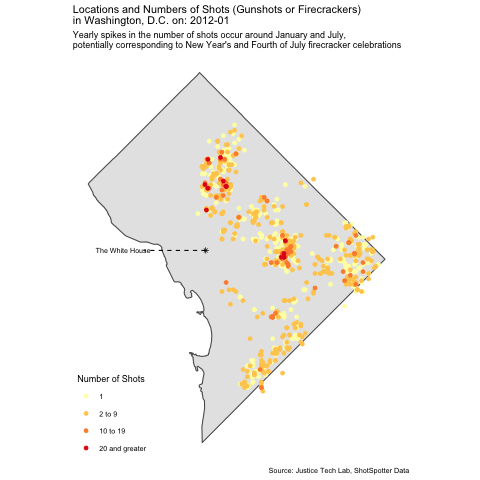 Locations and Numbers of Shots (Gunshots or Firecrackers)
in Washington, D.C. on: 2012-01
Yearly spikes in the number of shots occur around January and July,
potentially corresponding to New Year's and Fourth of July firecracker celebrations
The White House
Number of Shots
1
2 to 9
10 to 19
20 and greater
Source: Justice Tech Lab, ShotSpotter Data